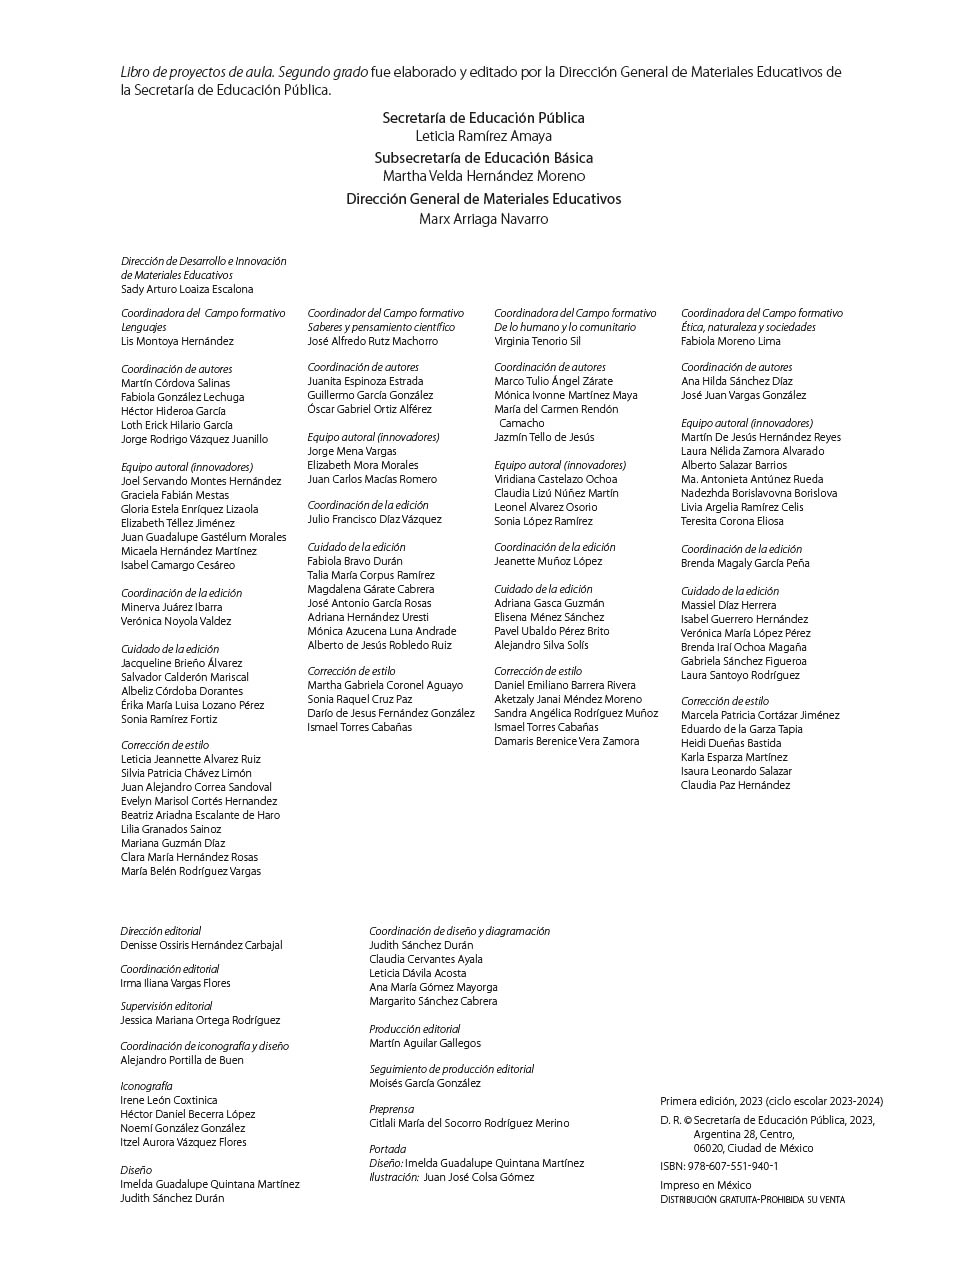 Libro de proyectos de aula. Segundo grado fue elaborado y editado por la Dirección General de Materiales Educativos de
la Secretaría de Educación Pública.
Secretaría de Educación Pública
Leticia Ramírez Amaya
Subsecretaría de Educación Básica
Martha Velda Hernández Moreno
Dirección General de Materiales Educativos
Marx Arriaga Navarro
Dirección de Desarrollo e Innovación
de Materiales Educativos
Sady Arturo Loaiza Escalona
Coordinadora del Campo formativo
Lenguajes
Lis Montoya Hernández
Coordinación de autores
Martín Córdova Salinas
Fabiola González Lechuga
Héctor Hideroa García
Loth Erick Hilario García
Jorge Rodrigo Vázquez Juanillo
Equipo autoral (innovadores)
Joel Servando Montes Hernández
Graciela Fabián Mestas
Gloria Estela Enríquez Lizaola
Elizabeth Téllez Jiménez
Juan Guadalupe Gastélum Morales
Micaela Hernández Martínez
Isabel Camargo Cesáreo
Coordinación de la edición
Minerva Juárez Ibarra
Verónica Noyola Valdez
Cuidado de la edición
Jacqueline Brieño Álvarez
Salvador Calderón Mariscal
Albeliz Córdoba Dorantes
Érika María Luisa Lozano Pérez
Sonia Ramírez Fortiz
Corrección de estilo
Leticia Jeannette Alvarez Ruiz
Silvia Patricia Chávez Limón
Juan Alejandro Correa Sandoval
Evelyn Marisol Cortés Hernandez
Beatriz Ariadna Escalante de Haro
Lilia Granados Sainoz
Mariana Guzmán Díaz
Clara María Hernández Rosas
María Belén Rodríguez Vargas
Coordinador del Campo formativo
Saberes y pensamiento científico
José Alfredo Rutz Machorro
Coordinación de autores
Juanita Espinoza Estrada
Guillermo García González
Óscar Gabriel Ortiz Alférez
Equipo autoral (innovadores)
Jorge Mena Vargas
Elizabeth Mora Morales
Juan Carlos Macías Romero
Coordinación de la edición
Julio Francisco Díaz Vázquez
Cuidado de la edición
Fabiola Bravo Durán
Talia María Corpus Ramírez
Magdalena Gárate Cabrera
José Antonio García Rosas
Adriana Hernández Uresti
Mónica Azucena Luna Andrade
Alberto de Jesús Robledo Ruiz
Corrección de estilo
Martha Gabriela Coronel Aguayo
Sonia Raquel Cruz Paz
Darío de Jesus Fernández González
Ismael Torres Cabañas
Coordinadora del Campo formativo
De lo humano y lo comunitario
Virginia Tenorio Sil
Coordinación de autores
Marco Tulio Ángel Zárate
Mónica Ivonne Martínez Maya
María del Carmen Rendón
Camacho
Jazmín Tello de Jesús
Equipo autoral (innovadores)
Viridiana Castelazo Ochoa
Claudia Lizú Núñez Martín
Leonel Alvarez Osorio
Sonia López Ramírez
Coordinación de la edición
Jeanette Muñoz López
Cuidado de la edición
Adriana Gasca Guzmán
Elisena Ménez Sánchez
Pavel Ubaldo Pérez Brito
Alejandro Silva Solís
Corrección de estilo
Daniel Emiliano Barrera Rivera
Aketzaly Janai Méndez Moreno
Sandra Angélica Rodríguez Muñoz
Ismael Torres Cabañas
Damaris Berenice Vera Zamora
Coordinadora del Campo formativo
Ética, naturaleza y sociedades
Fabiola Moreno Lima
Coordinación de autores
Ana Hilda Sánchez Díaz
José Juan Vargas González
Equipo autoral (innovadores)
Martín De Jesús Hernández Reyes
Laura Nélida Zamora Alvarado
Alberto Salazar Barrios
Ma. Antonieta Antúnez Rueda
Nadezhda Borislavovna Borislova
Livia Argelia Ramírez Celis
Teresita Corona Eliosa
Coordinación de la edición
Brenda Magaly García Peña
Cuidado de la edición
Massiel Díaz Herrera
Isabel Guerrero Hernández
Verónica María López Pérez
Brenda Iraí Ochoa Magaña
Gabriela Sánchez Figueroa
Laura Santoyo Rodríguez
Corrección de estilo
Marcela Patricia Cortázar Jiménez
Eduardo de la Garza Tapia
Heidi Dueñas Bastida
Karla Esparza Martínez
Isaura Leonardo Salazar
Claudia Paz Hernández
Dirección editorial
Denisse Ossiris Hernández Carbajal
Coordinación editorial
Irma Iliana Vargas Flores
Supervisión editorial
Jessica Mariana Ortega Rodríguez
Coordinación de iconografía y diseño
Alejandro Portilla de Buen
Iconografía
Irene León Coxtinica
Héctor Daniel Becerra López
Noemí González González
Itzel Aurora Vázquez Flores
Diseño
Imelda Guadalupe Quintana Martínez
Judith Sánchez Durán
Coordinación de diseño y diagramación
Judith Sánchez Durán
Claudia Cervantes Ayala
Leticia Dávila Acosta
Ana María Gómez Mayorga
Margarito Sánchez Cabrera
Producción editorial
Martín Aguilar Gallegos
Seguimiento de producción editorial
Moisés García González
Preprensa
Citlali María del Socorro Rodríguez Merino
Portada
Diseño: Imelda Guadalupe Quintana Martínez
Ilustración: Juan José Colsa Gómez
Primera edición, 2023 (ciclo escolar 2023-2024)
D. R. © Secretaría de Educación Pública, 2023,
Argentina 28, Centro,
06020, Ciudad de México
ISBN: 978-607-551-940-1
Impreso en México
DISTRIBUCIÓN GRATUITA-PROHIBIDA SU VENTA